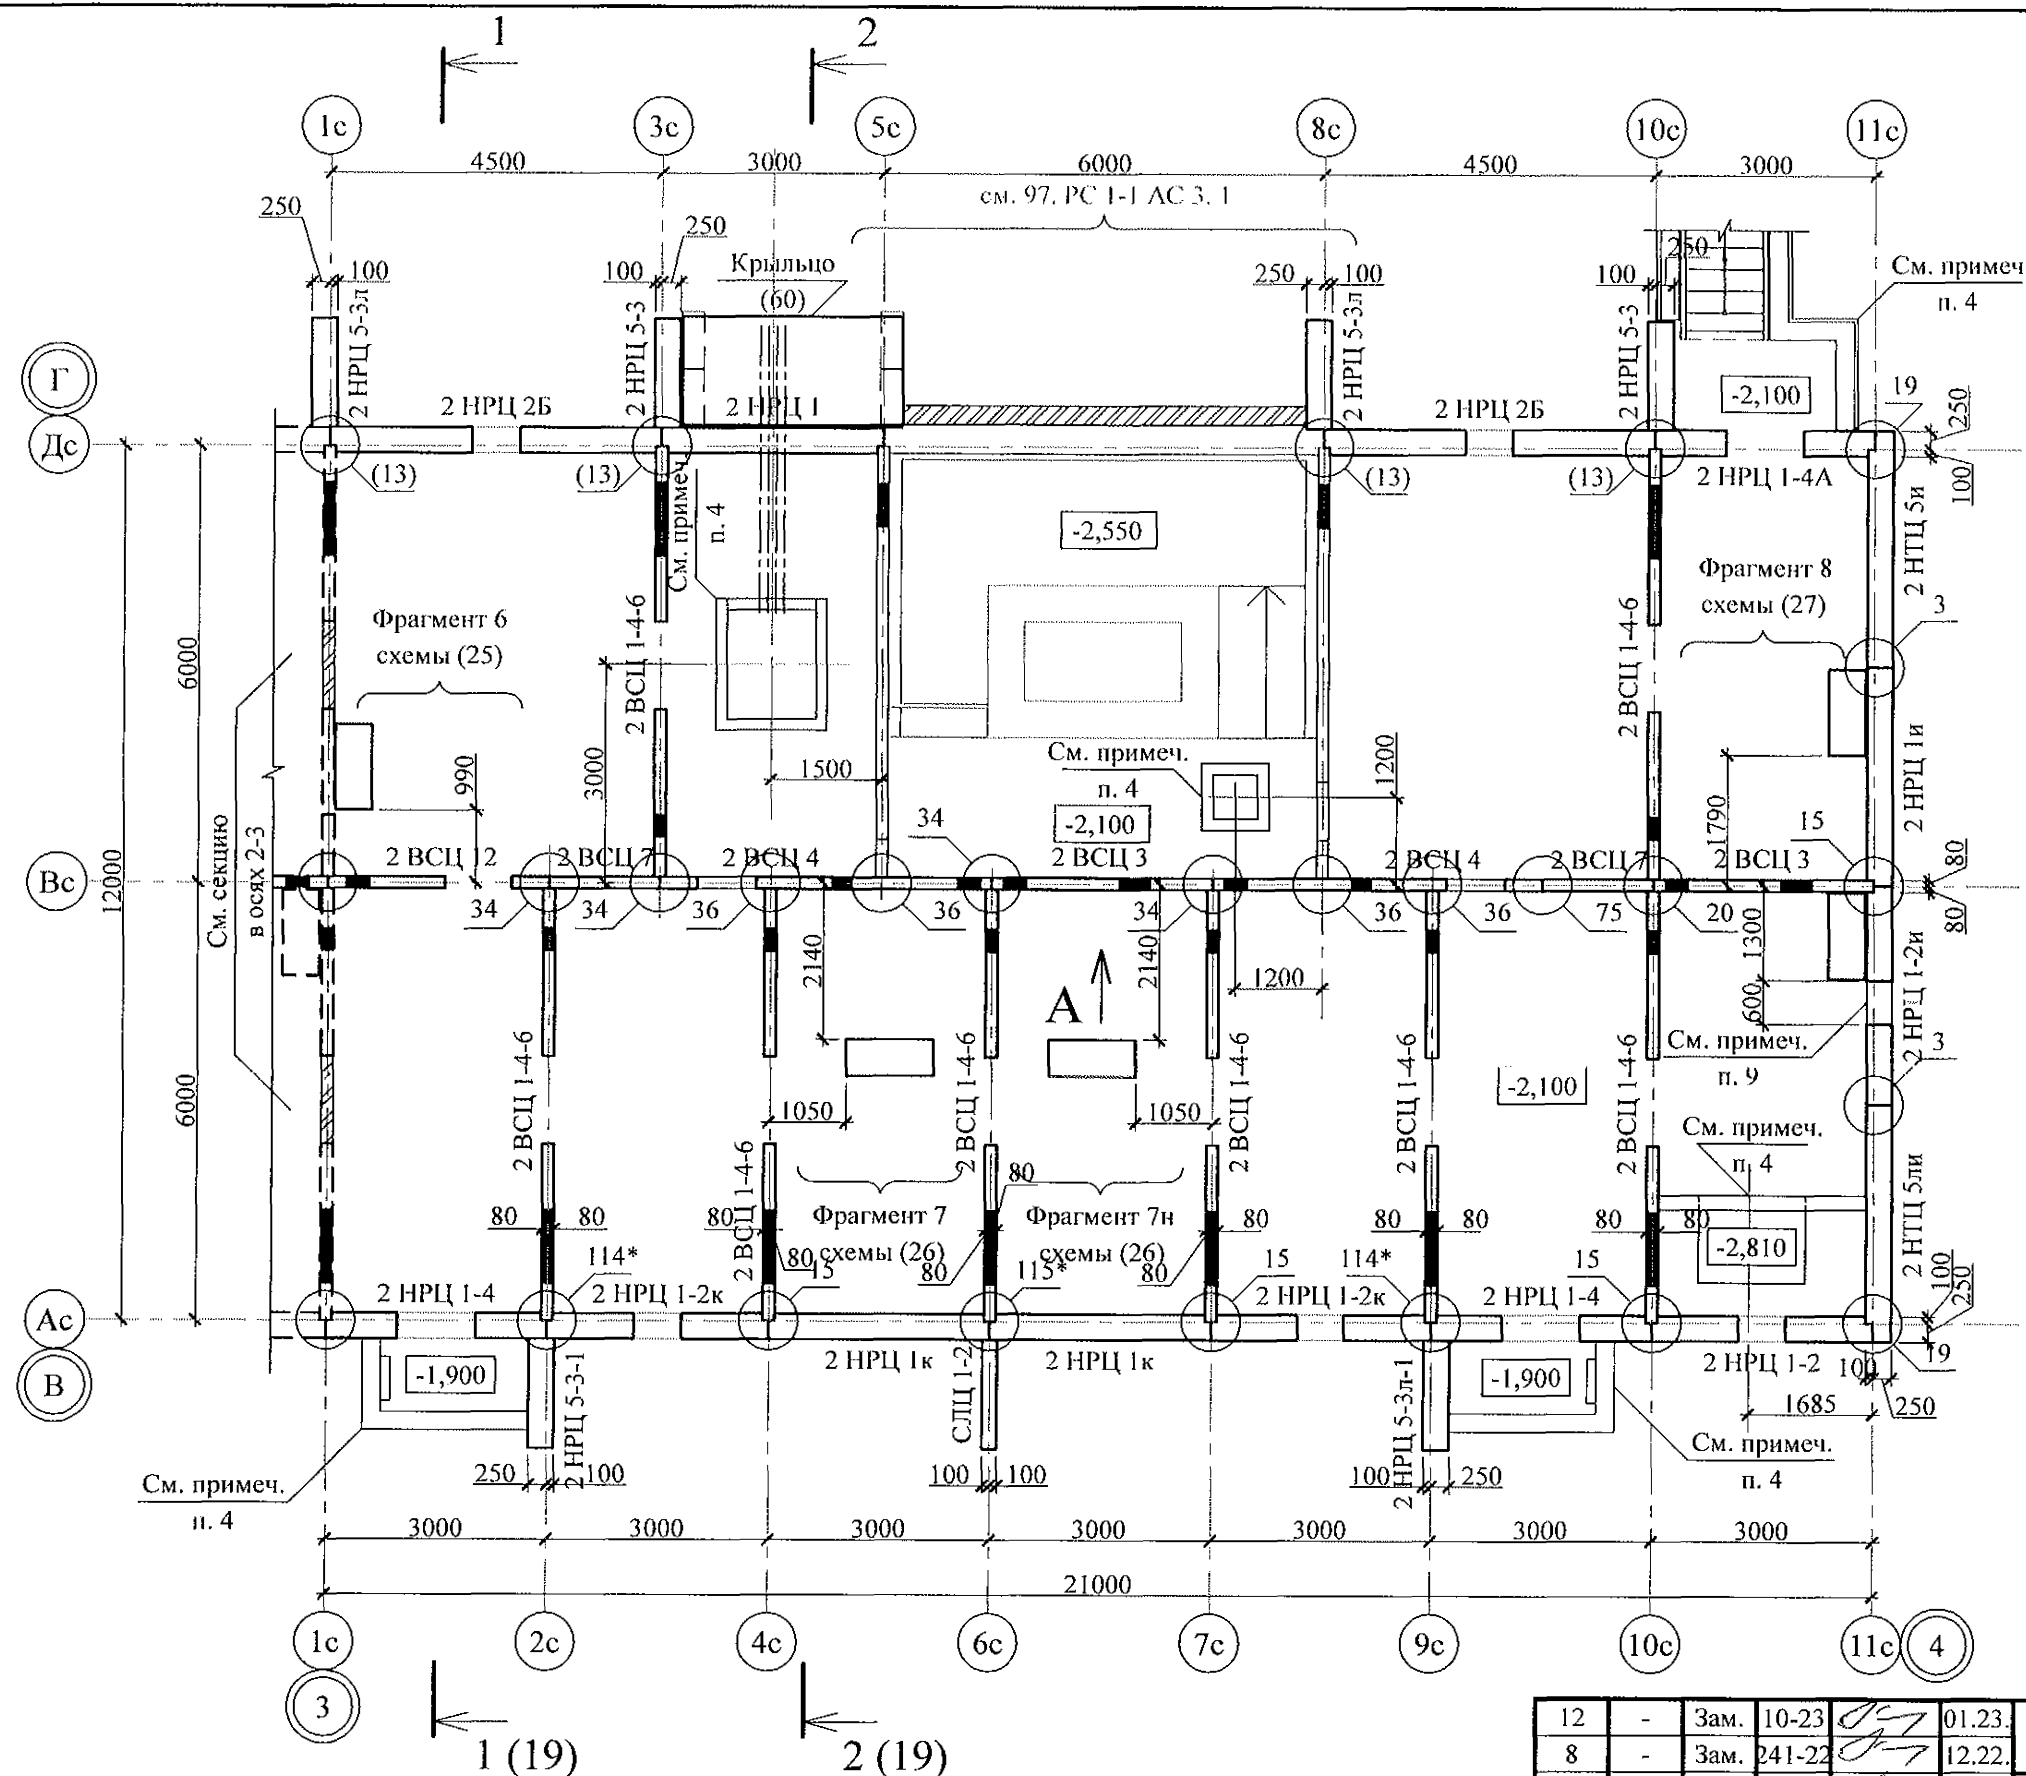 1
2
1с
3с
5с
8с
10с
11с
4500
3000
6000
4500
3000
см. 97. РС 1-1 АС 3. 1
250
100
100
250
Крыльцо
(60)
250
100
100
250
См. примеч
п. 4
2 НРЦ 5-3л
2 НРЦ 5-3
2 НРЦ 5-3л
2 НРЦ 5-3
Г
Дс
2 НРЦ 2Б
2 НРЦ 1
2 НРЦ 2Б
-2,100
19
250
100
(13)
(13)
(13)
(13)
2 НРЦ 1-4А
См. примеч.
п. 4
-2,550
2 НТЦ 5и
Фрагмент 6
схемы (25)
Фрагмент 8
схемы (27)
3
6000
12000
2 ВСЦ 1-4-6
2 ВСЦ 1-4-6
990
3000
1500
См. примеч.
п. 4
1200
1790
2 НРЦ 1и
-2,100
34
15
См. секцию
в осях 2-3
Вс
2 ВСЦ 12
2 ВСЦ 7
2 ВСЦ 4
2 ВСЦ 3
2 ВСЦ 4
2 ВСЦ 7
2 ВСЦ 3
80
80
34
34
36
36
34
36
36
75
20
2140
2140
1200
1300
600
2 НРЦ 1-2и
А
6000
2 ВСЦ 1-4-6
2 ВСЦ 1-4-6
2 ВСЦ 1-4-6
2 ВСЦ 1-4-6
2 ВСЦ 1-4-6
2 ВСЦ 1-4-6
1050
1050
-2,100
См. примеч.
п. 9
3
См. примеч.
п. 4
80
80
80
Фрагмент 7
схемы (26)
80
Фрагмент 7н
схемы (26)
80
80
80
80
80
80
80
80
80
-2,810
2 НТЦ 5ли
100
250
114*
15
115*
15
114*
15
Ас
2 НРЦ 1-4
2 НРЦ 1-2к
2 НРЦ 1-2к
2 НРЦ 1-4
В
-1,900
2 НРЦ 1к
2 НРЦ 1к
-1,900
2 НРЦ 1-2
100
19
250
1685
2 НРЦ 5-3-1
СЛЦ 1-2
2 НРЦ 5-3л-1
См. примеч.
п. 4
250
100
100
100
100
250
См. примеч.
п. 4
3000
3000
3000
3000
3000
3000
3000
21000
1с
2с
4с
6с
7с
9с
10с
11с
4
3
1 (19)
2 (19)
12 - Зам. 10-23 01.23.
8 - Зам. 241-22 12.22.